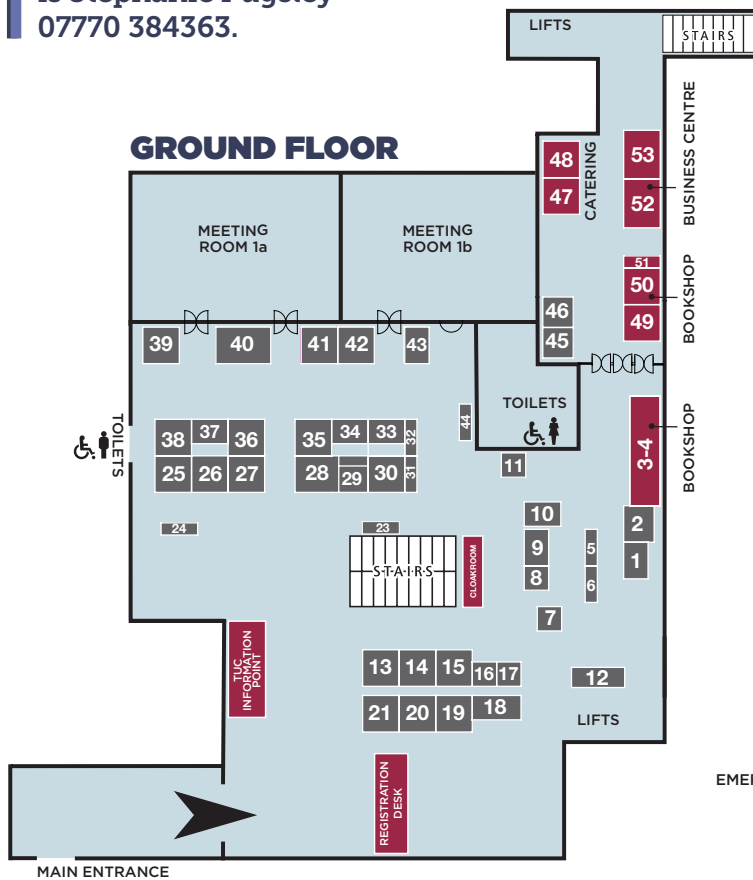 07770 384363.
LIFTS
STAIRS
GROUND FLOOR
48
47
CATERING
53
52
BUSINESS CENTRE
MEETING
ROOM 1a
MEETING
ROOM 1b
51
50
49
BOOKSHOP
46
45
39
40
41
42
43
TOILETS
44
3-4
BOOKSHOP
TOILETS
38
37
36
25
26
27
35
34
33
32
28
29
30
31
11
24
23
STAIRS
CLOAKROOM
10
9
8
5
6
2
1
7
TUC
INFORMATION
POINT
13
14
15
16
17
12
21
20
19
18
LIFTS
REGISTRATION
DESK
EMER
MAIN ENTRANCE